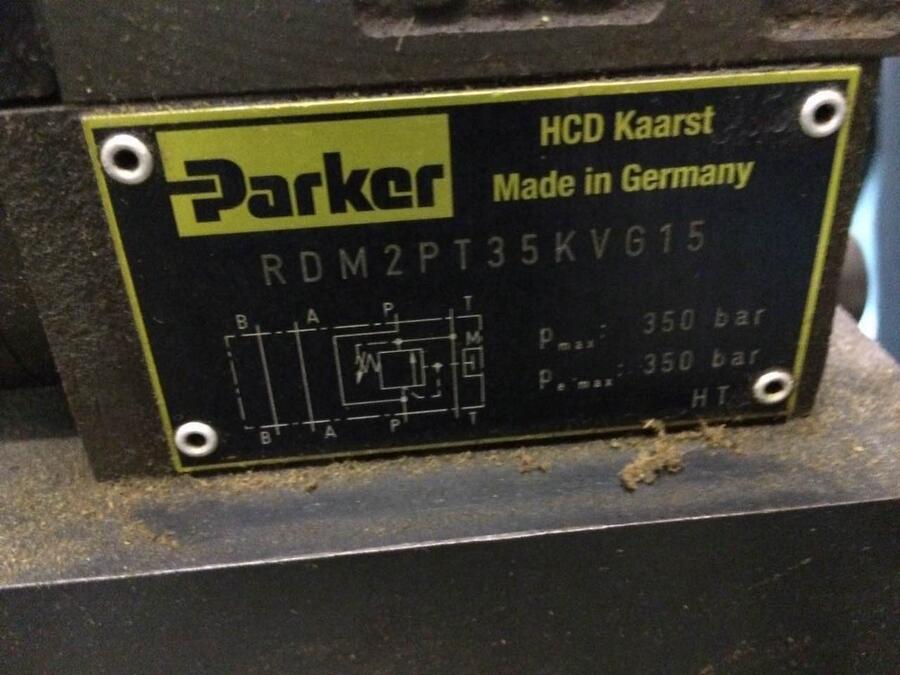 Parker
HCD Kaarst
Made in Germany
RDM2PT35KVG15
B A P T
M
B A P T
pmax: 350 bar
pe max: 350 bar
HT